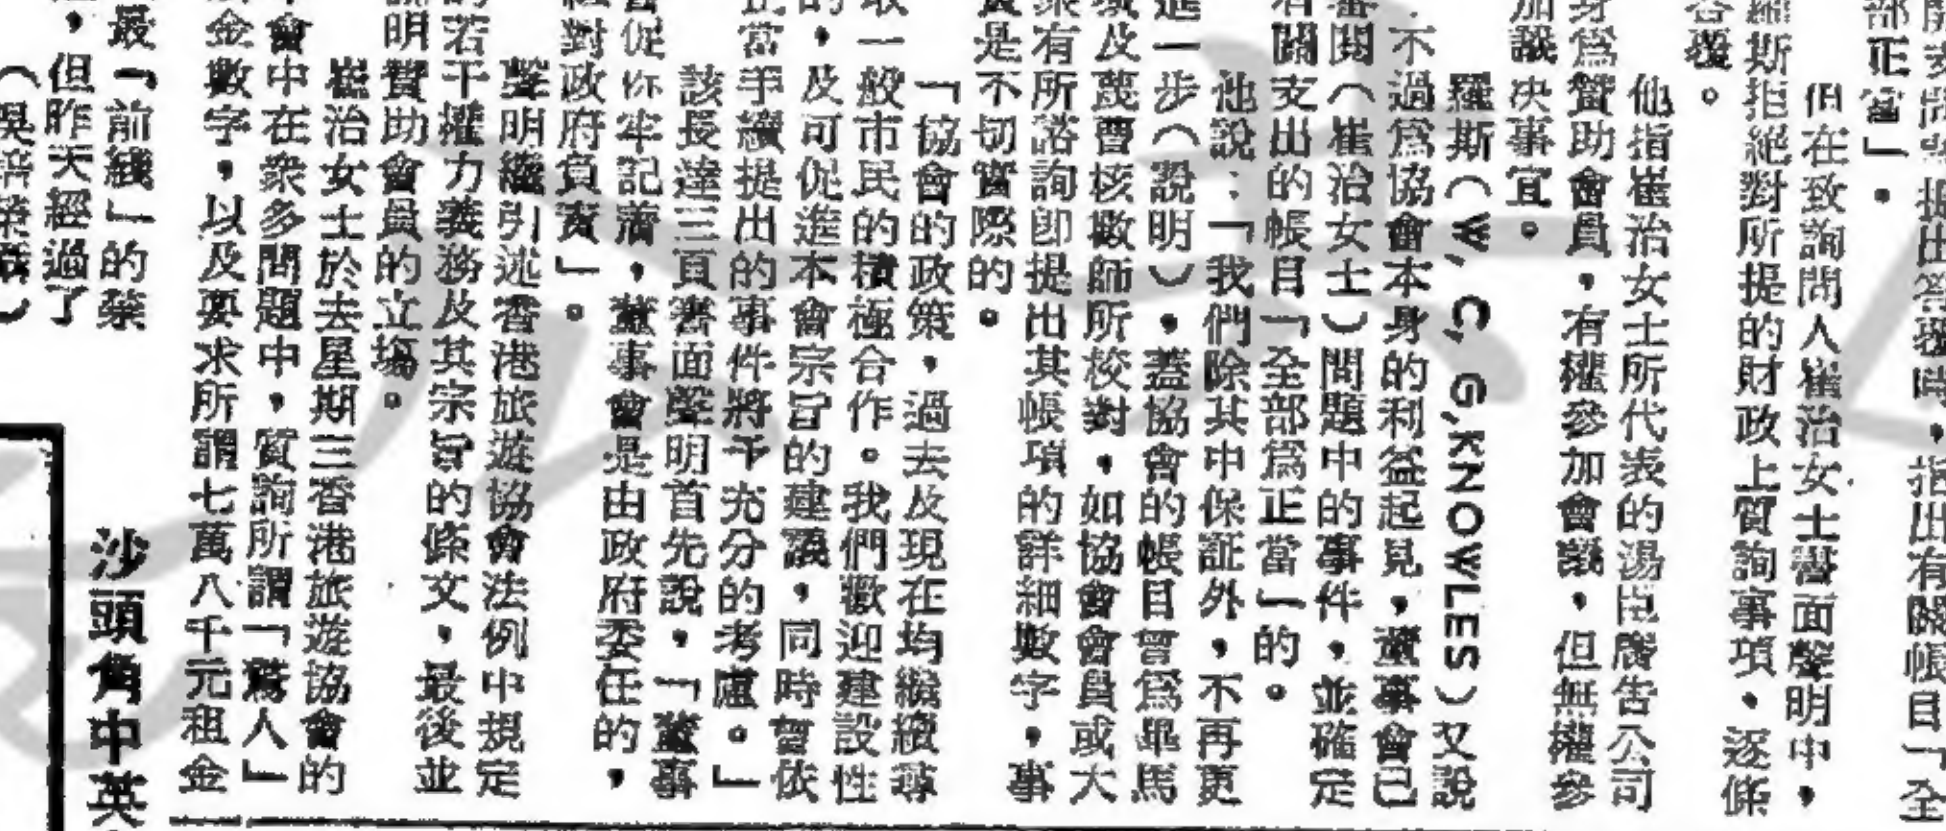 提出答覆時，指出有關帳目「全
部正當」。
但在致詢問人崔治女士書面聲明中，
羅斯拒絕對所提的財政上質詢事項、逐條
答覆。
他指崔治女士所代表的湯臣廣告公司
身爲贊助會員，有權參加會議，但無權參
加議決事宜。
羅斯（W, C, G,KNOWLES）又說
，不過爲協會本身的利益起見，董事會已
審閱（崔治女士）問題中的事件，並確定
有關支出的帳目「全部爲正當」的。
他說：「我們除其中保証外，不再更
進一步（說明），蓋協會的帳目曾爲畢馬
域及蔑曹核數師所校對，如協會會員或大
衆有所諮詢卽提出其帳項的詳細數字，事
實是不切實際的。
「協會的政策，過去及現在均繼續尋
取一般市民的積極合作。我們歡迎建設性
的，及可促進本會宗旨的建議，同時曾依
正當手續提出的事件將予充分的考慮。」
該長達三頁書面聲明首先說，「董事
會促你牢記着，董事會是由政府委任的，
對政府負責」。
聲明繼引述香港旅遊協會法例中規定
的若干權力義務及其宗旨的條文，最後並
說明贊助會員的立塲。
崔治女士於去星期三香港旅遊協會的
年會中在衆多問題中，質詢所謂「驚人」
金數字，以及要求所謂七萬八千元租金
最「前綫」的禁
，但昨天經過了
沙頭角中英